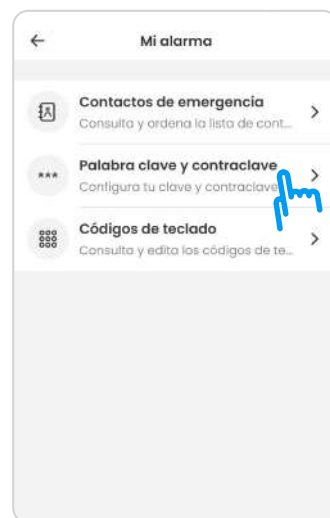 Mi alarma
Contactos de emergencia
Consulta y ordena la lista de cont...
***
Palabra clave y contraclave
Configura tu clave y contraclave
Códigos de teclado
Consulta y edita los códigos de te...